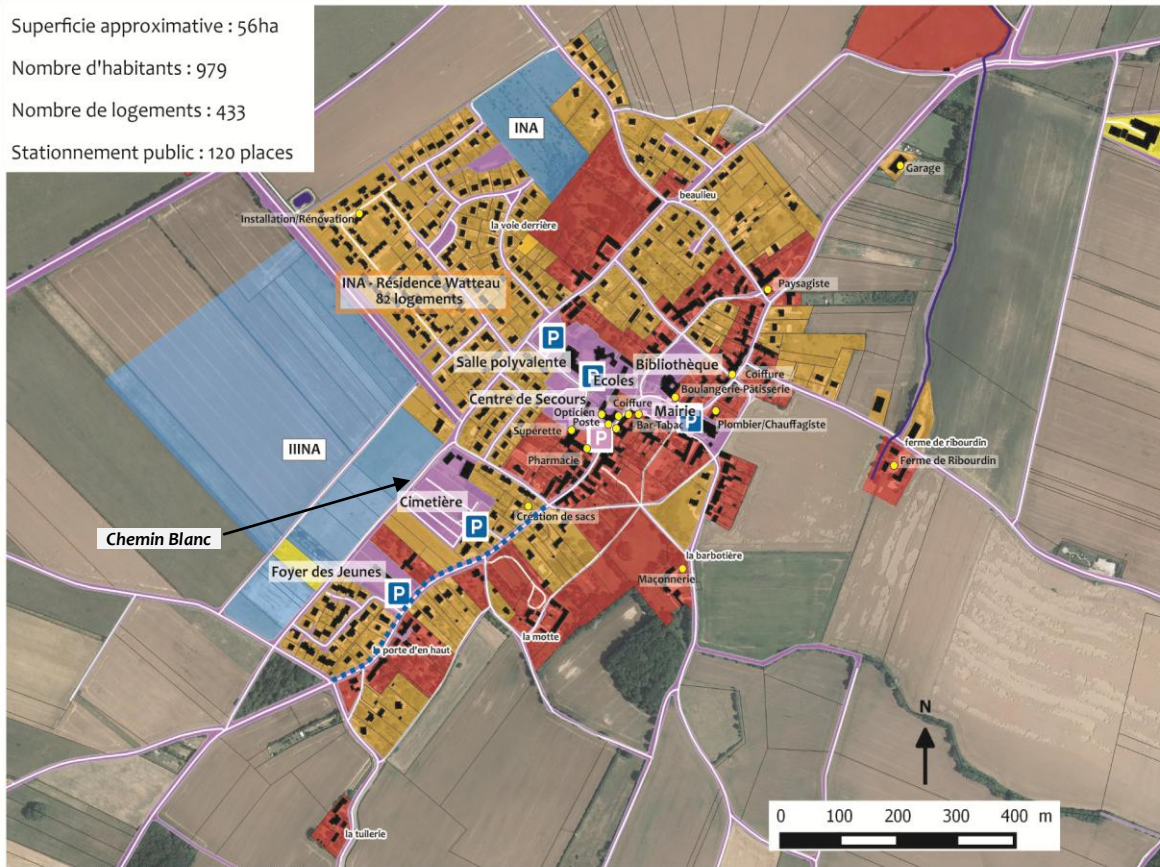 Superficie approximative : 56ha
Nombre d'habitants : 979
Nombre de logements : 433
Stationnement public : 120 places
INA
Garage
beaulieu
Installation/Rénovation
la voie derrière
INA - Résidence Watteau
82 logements
Paysagiste
P
Salle polyvalente
Bibliothèque
P
Ecoles
Coiffure
Boulangerie-Pâtisserie
Centre de Secours
Coiffure
Opticien
Mairie
Poste
P
Plombier/Chauffagiste
Bar-Tabac
Superette
P
Pharmacie
ferme de ribourdin
Ferme de Ribourdin
IIINA
Cimetière
Création de sacs
P
Chemin Blanc
la barbotière
Foyer des Jeunes
Maçonnerie
P
la motte
la porte d'en haut
N
la tuilerie
0 100 200 300 400 m